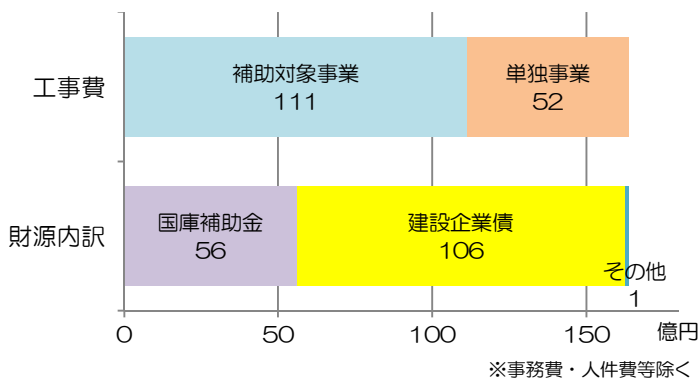 工事費
補助対象事業
111
単独事業
52
財源内訳
国庫補助金
56
建設企業債
106
その他
1
0
50
100
150
億円
※事務費・人件費等除く